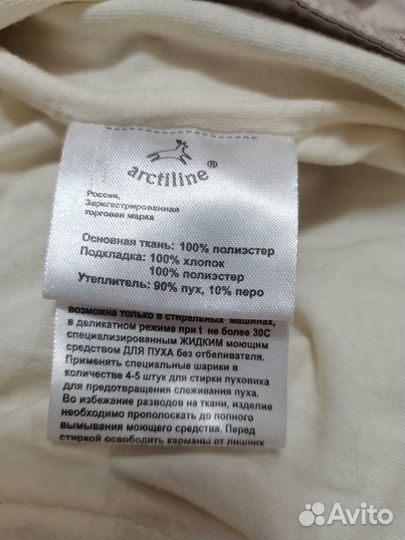 arctiline ®
Россия,
Зарегистрированная
торговая марка
Основная ткань: 100% полиэстер
Подкладка: 100% хлопок
100% полиэстер
Утеплитель: 90% пух, 10% перо
возможна только в стиральных машинах,
в деликатном режиме при t не более 30С
специализированным ЖИДКИМ моющим
средством ДЛЯ ПУХА без отбеливателя.
Применять специальные шарики в
количестве 4-5 штук для стирки пуховика
для предотвращения слеживания пуха.
Во избежание разводов на ткани, изделие
необходимо прополоскать до полного
вымывания моющего средства. Перед
стиркой освободить карманы от лишних
Avito